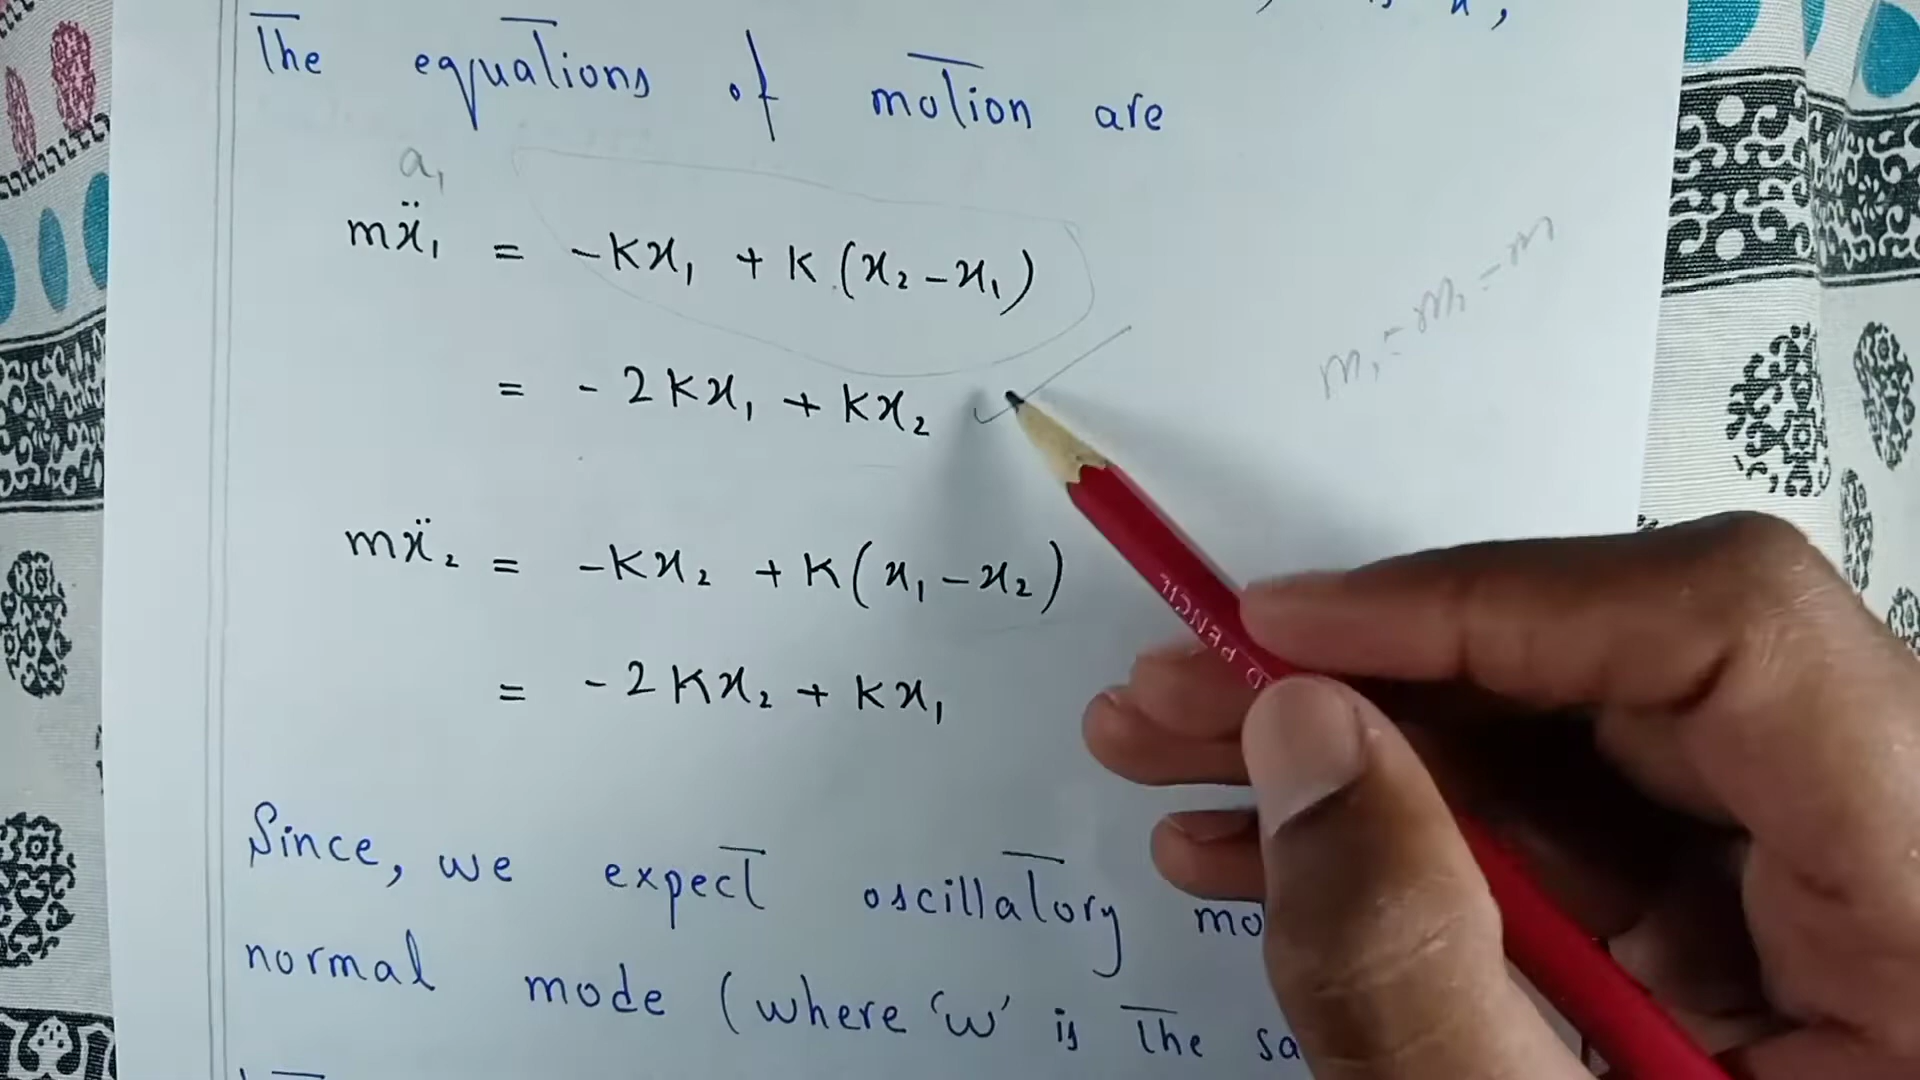 The equations of motion are
a₁
mẍ₁ = -Kx₁ + K(x₂ - x₁)
m₁ = m₂ = m
= - 2Kx₁ + Kx₂
mẍ₂ = -Kx₂ + K(x₁ - x₂)
PENCIL
= - 2Kx₂ + Kx₁
Since, we expect oscillatory mo
normal mode (where 'w' is the sa